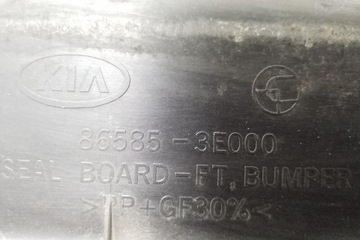 KIA
86585-3E000
SEAL BOARD-FT, BUMPER
>PP+GF30%<